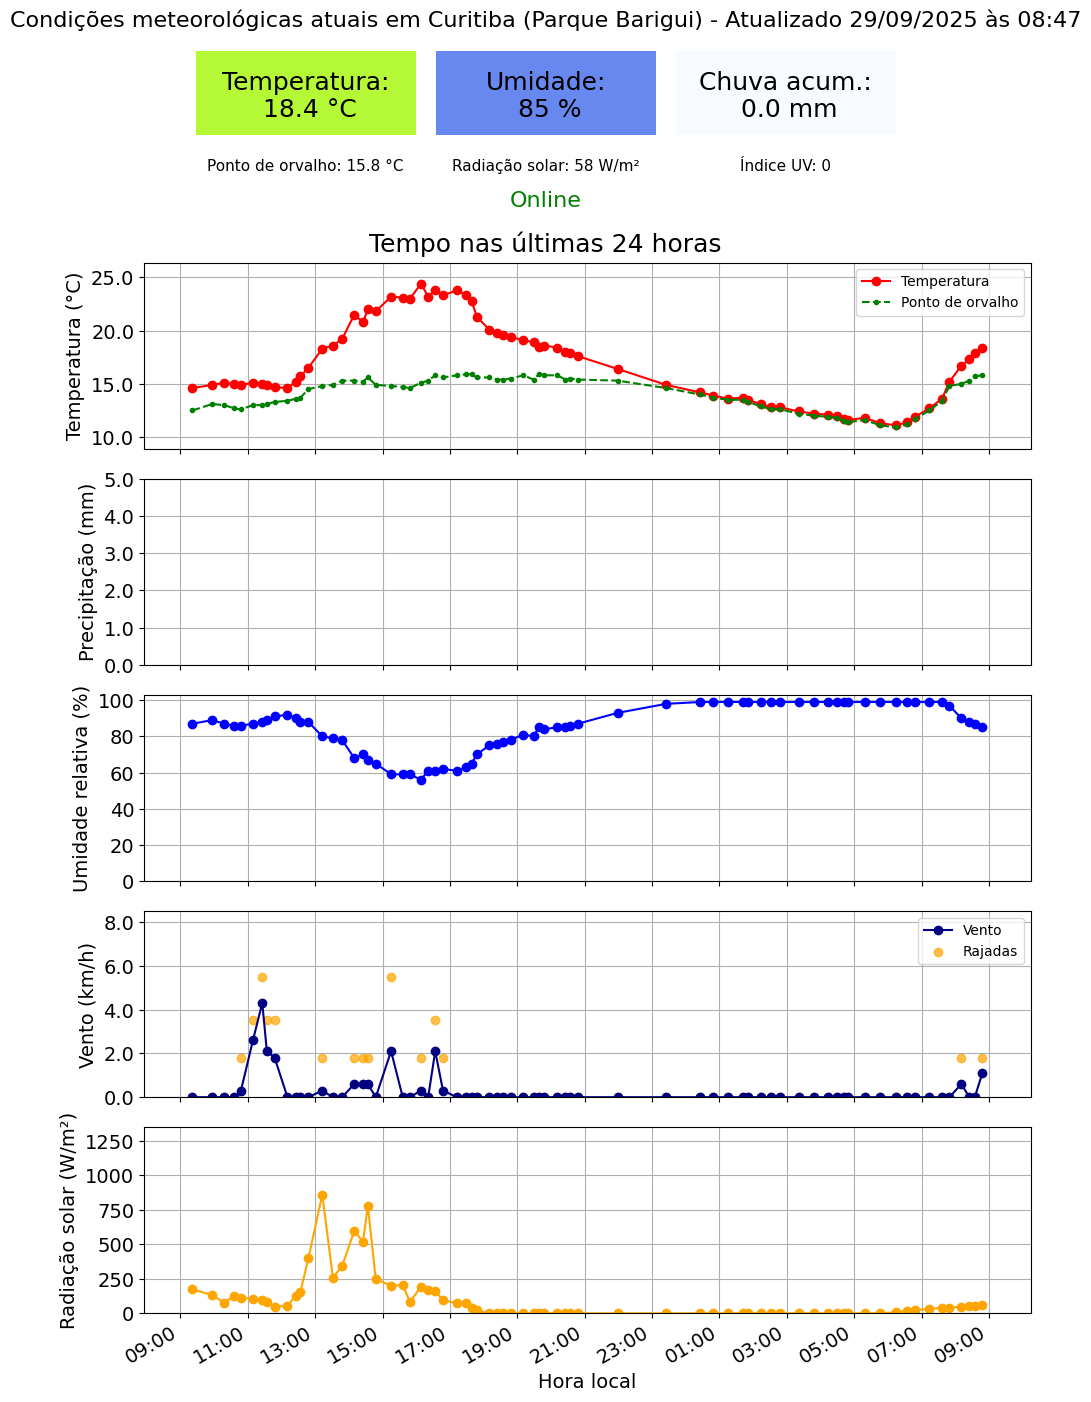 Condições meteorológicas atuais em Curitiba (Parque Barigui) - Atualizado 29/09/2025 às 08:47
Temperatura:
18.4 °C
Umidade:
85 %
Chuva acum.:
0.0 mm
Ponto de orvalho: 15.8 °C
Radiação solar: 58 W/m²
Índice UV: 0
Online
Tempo nas últimas 24 horas
Temperatura (°C)
25.0
20.0
15.0
10.0
Temperatura
Ponto de orvalho
Precipitação (mm)
5.0
4.0
3.0
2.0
1.0
0.0
Umidade relativa (%)
100
80
60
40
20
0
Vento (km/h)
8.0
6.0
4.0
2.0
0.0
Vento
Rajadas
Radiação solar (W/m²)
1250
1000
750
500
250
0
09:00
11:00
13:00
15:00
17:00
19:00
21:00
23:00
01:00
03:00
05:00
07:00
09:00
Hora local